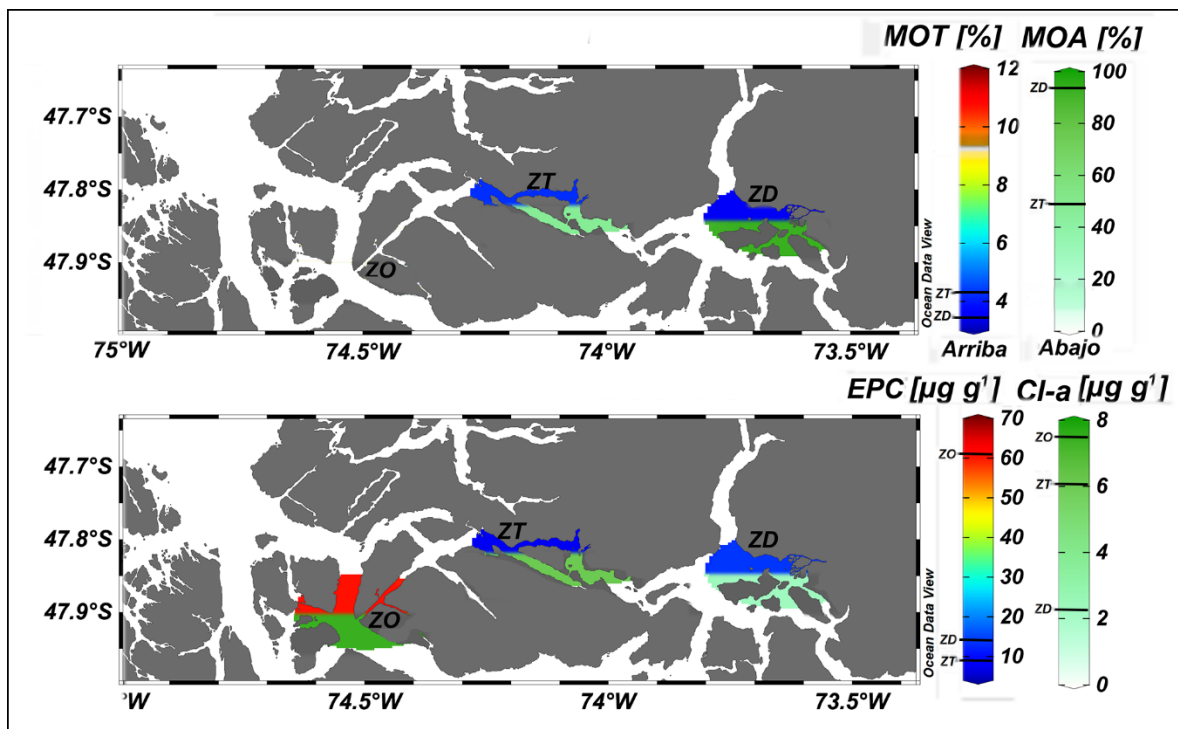 MOT [%] MOA [%]
12 100
10 80
8 60
6 40
4 20
0
ZD
ZT
ZT
ZD
Ocean Data View
Arriba Abajo
47.7°S
47.8°S
47.9°S
ZT
ZD
ZO
75°W 74.5°W 74°W 73.5°W
EPC [µg g¹] Cl-a [µg g¹]
70 8
60 6
50 4
40 2
30 0
20
10
ZO
ZD
ZT
ZO
ZT
ZD
Ocean Data View
47.7°S
47.8°S
47.9°S
ZT
ZD
ZO
°W 74.5°W 74°W 73.5°W